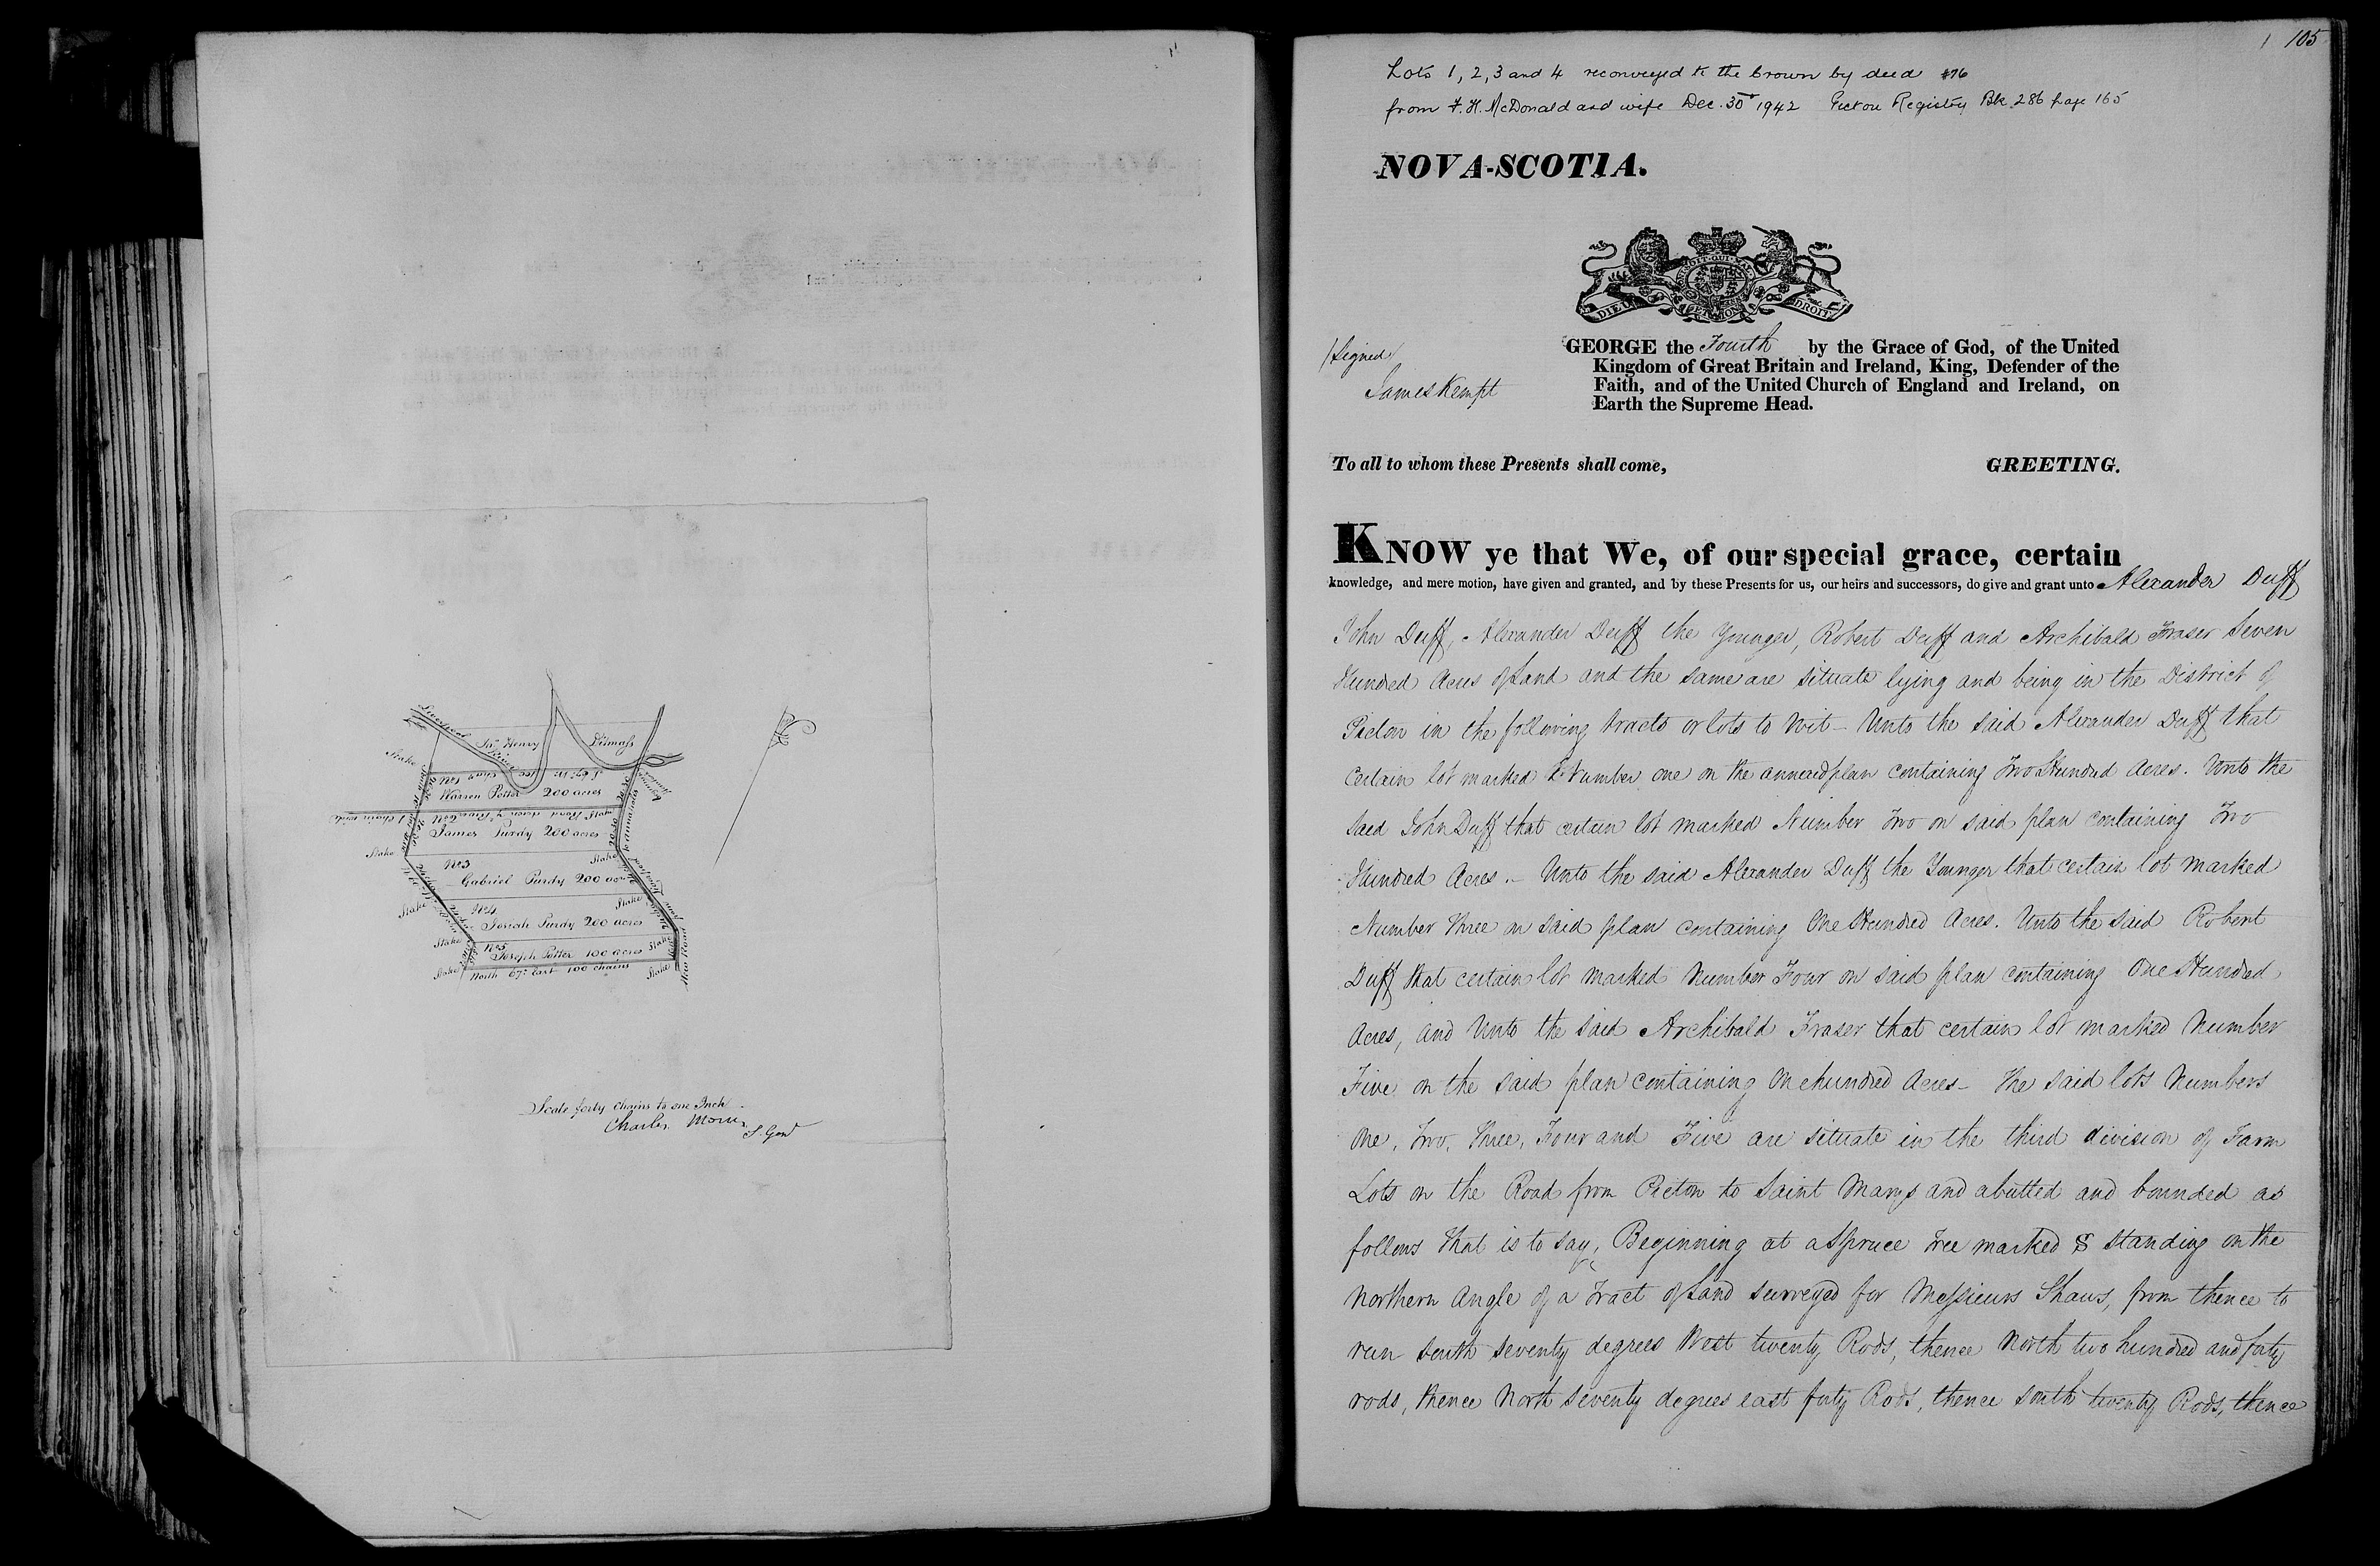 Sir Henry Dimass
Stake
Warren Potter 200 acres
James Purdy 200 acres
Stake
Stake
No 3
Gabriel Purdy 200 acres
Stake
Stake
No 4
Josiah Purdy 200 acres
Stake
Stake
No 5
Joseph Potter 100 acres
Stake
North 67° East 100 chains
Stake
New Road
Scale forty chains to one Inch
Charles Morris
S. Genl
1 105
Lots 1, 2, 3 and 4 reconveyed to the Crown by deed #76
from F. H. McDonald and wife Dec. 30 1942 Pictou Registry Bk. 286 page 165
NOVA-SCOTIA.
DIEU ET MON DROIT
(Signed)
James Kempt
GEORGE the Fourth by the Grace of God, of the United
Kingdom of Great Britain and Ireland, King, Defender of the
Faith, and of the United Church of England and Ireland, on
Earth the Supreme Head.
To all to whom these Presents shall come, GREETING.
KNOW ye that We, of our special grace, certain
knowledge, and mere motion, have given and granted, and by these Presents for us, our heirs and successors, do give and grant unto Alexander Duff
John Duff, Alexander Duff the Younger, Robert Duff and Archibald Fraser Seven
Hundred Acres of Land and the same are situate lying and being in the District of
Pictou in the following tracts or lots to Wit – Unto the said Alexander Duff that
certain lot marked Number one on the annexed plan containing Two Hundred Acres. Unto the
said John Duff that certain lot marked Number Two on said plan containing Two
Hundred Acres. – Unto the said Alexander Duff the Younger that certain lot marked
Number three on said plan containing One Hundred Acres. Unto the said Robert
Duff that certain lot marked Number Four on said plan containing One Hundred
Acres, and Unto the said Archibald Fraser that certain lot marked Number
Five on the said plan containing One hundred Acres – The said lots Numbers
One, Two, Three, Four and Five are situate in the third division of Farm
Lots on the Road from Pictou to Saint Marys and abutted and bounded as
follows that is to say, Beginning at a Spruce Tree marked S standing on the
Northern Angle of a Tract of Land surveyed for Messieurs Shaws, from thence to
run South seventy degrees West twenty Rods, thence North two hundred and forty
rods, thence North seventy degrees east forty Rods, thence South twenty Rods, thence